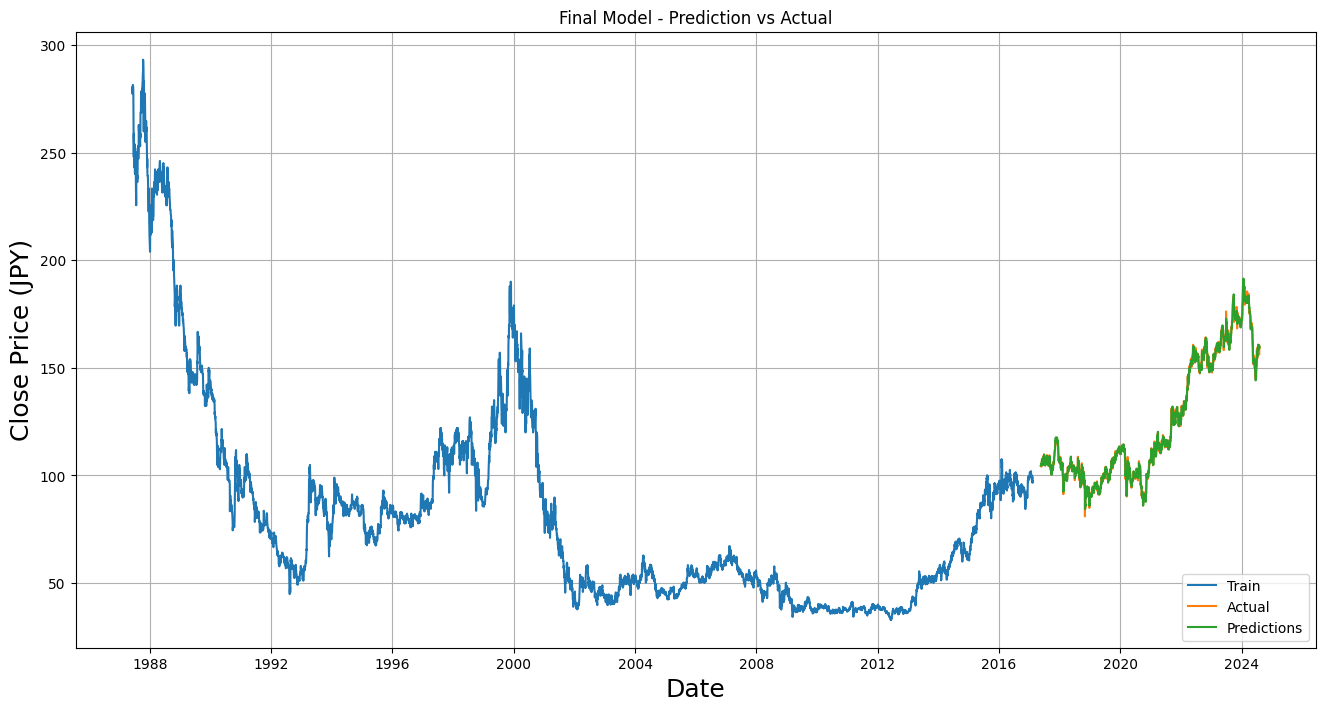 Final Model - Prediction vs Actual
Close Price (JPY)
300
250
200
150
100
50
1988 1992 1996 2000 2004 2008 2012 2016 2020 2024
Date
Train
Actual
Predictions